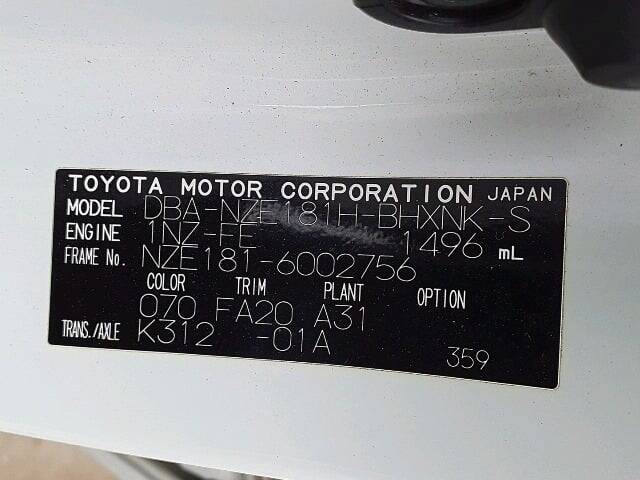 TOYOTA MOTOR CORPORATION JAPAN
MODEL DBA-NZE181H-BHXNK-S
ENGINE 1NZ-FE 1496 mL
FRAME No. NZE181-6002756
COLOR TRIM PLANT OPTION
070 FA20 A31
TRANS./AXLE K312 -01A
359